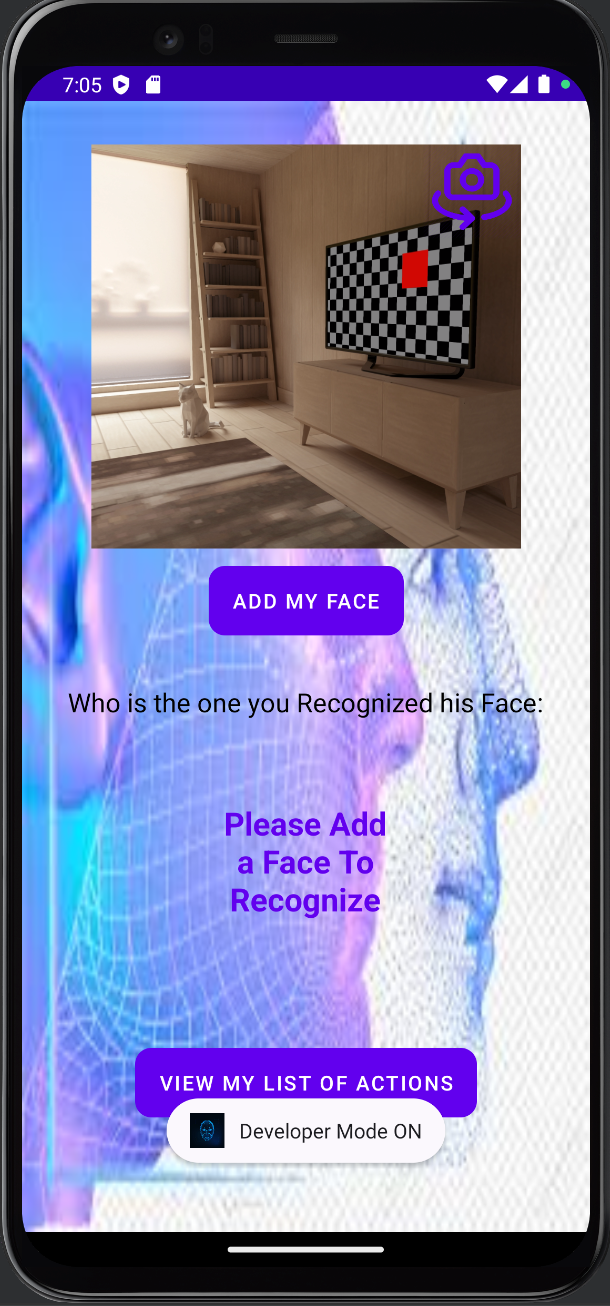 7:05
ADD MY FACE
Who is the one you Recognized his Face:
Please Add
a Face To
Recognize
VIEW MY LIST OF ACTIONS
Developer Mode ON